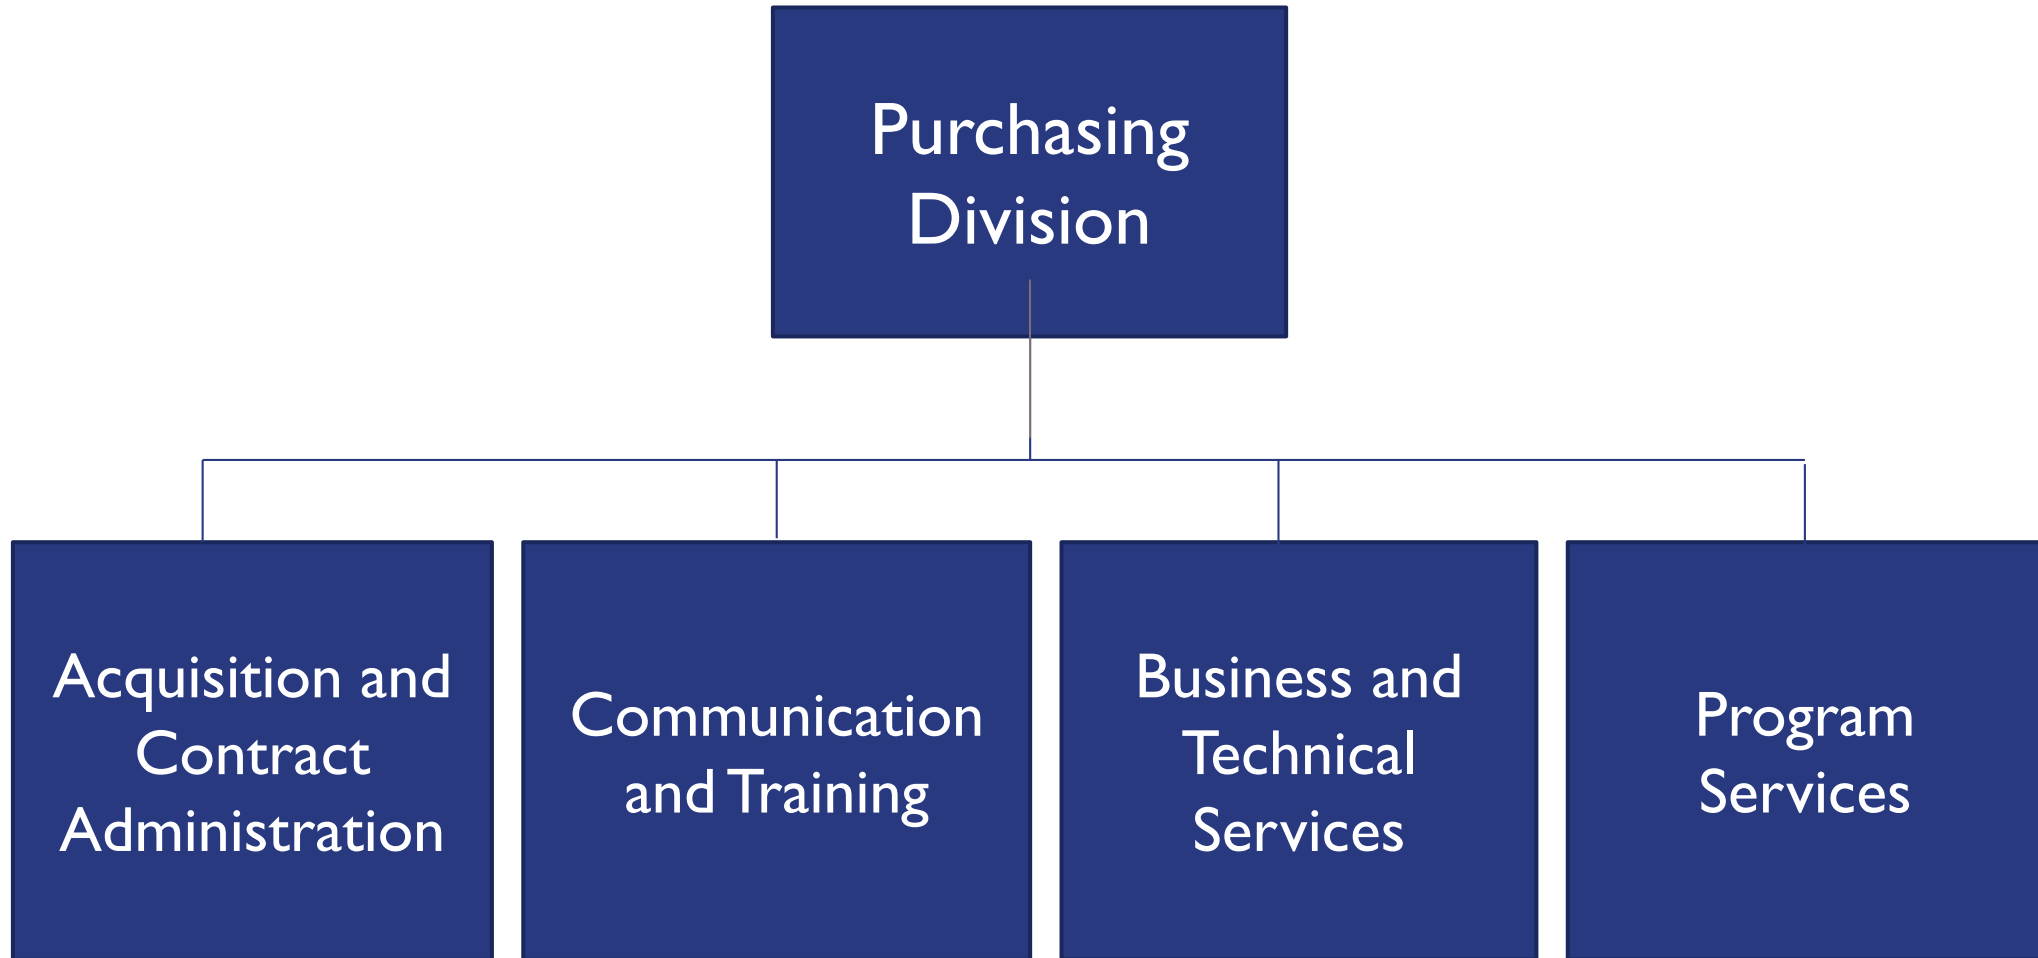 Purchasing
Division
Acquisition and
Contract
Administration
Communication
and Training
Business and
Technical
Services
Program
Services